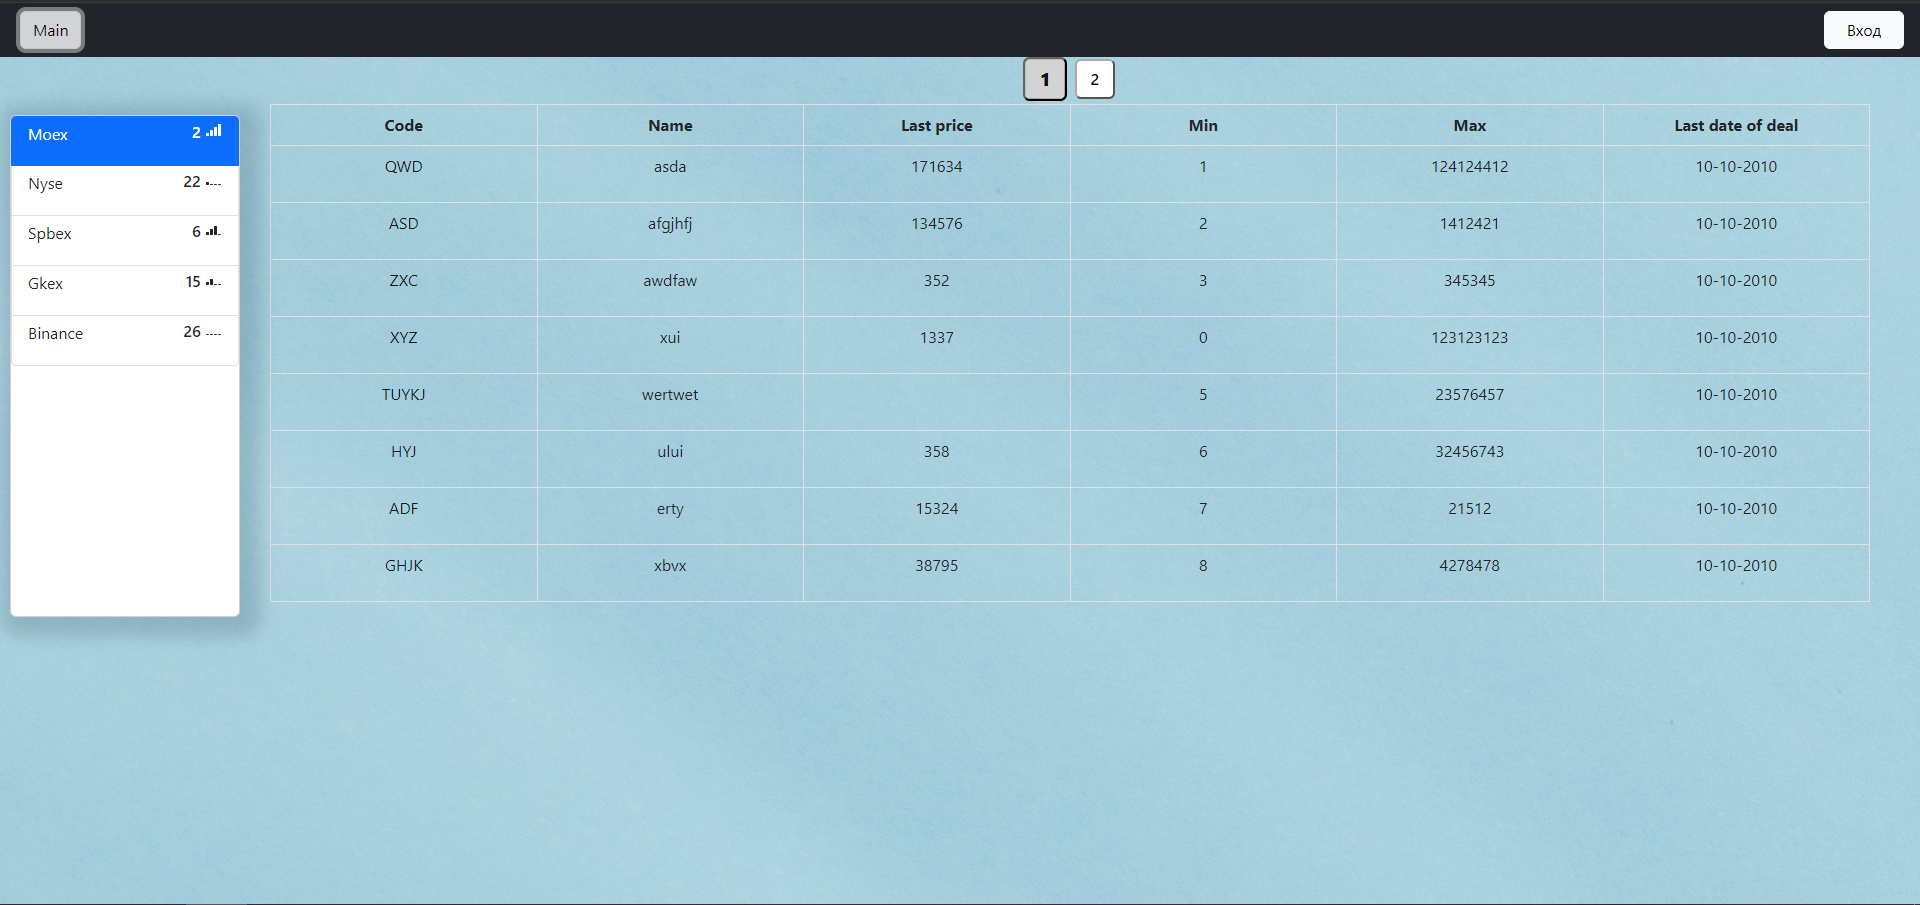 Main Вход
1 2
Moex 2
Nyse 22
Spbex 6
Gkex 15
Binance 26
Code Name Last price Min Max Last date of deal
QWD asda 171634 1 124124412 10-10-2010
ASD afgjhfj 134576 2 1412421 10-10-2010
ZXC awdfaw 352 3 345345 10-10-2010
XYZ xui 1337 0 123123123 10-10-2010
TUYKJ wertwet 5 23576457 10-10-2010
HYJ ului 358 6 32456743 10-10-2010
ADF erty 15324 7 21512 10-10-2010
GHJK xbvx 38795 8 4278478 10-10-2010